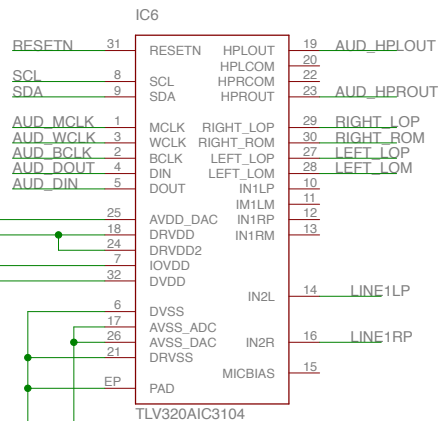 IC6
RESETN 31 RESETN HPLOUT 19 AUD_HPLOUT
HPLCOM 20
SCL 8 SCL HPRCOM 22
SDA 9 SDA HPROUT 23 AUD_HPROUT
AUD_MCLK 1 MCLK RIGHT_LOP 29 RIGHT_LOP
AUD_WCLK 3 WCLK RIGHT_ROM 30 RIGHT_ROM
AUD_BCLK 2 BCLK LEFT_LOP 27 LEFT_LOP
AUD_DOUT 4 DIN LEFT_LOM 28 LEFT_LOM
AUD_DIN 5 DOUT IN1LP 10
IM1LM 11
25 AVDD_DAC IN1RP 12
18 DRVDD IN1RM 13
24 DRVDD2
7 IOVDD
32 DVDD
IN2L 14 LINE1LP
6 DVSS
17 AVSS_ADC
26 AVSS_DAC IN2R 16 LINE1RP
21 DRVSS
MICBIAS 15
EP PAD
TLV320AIC3104